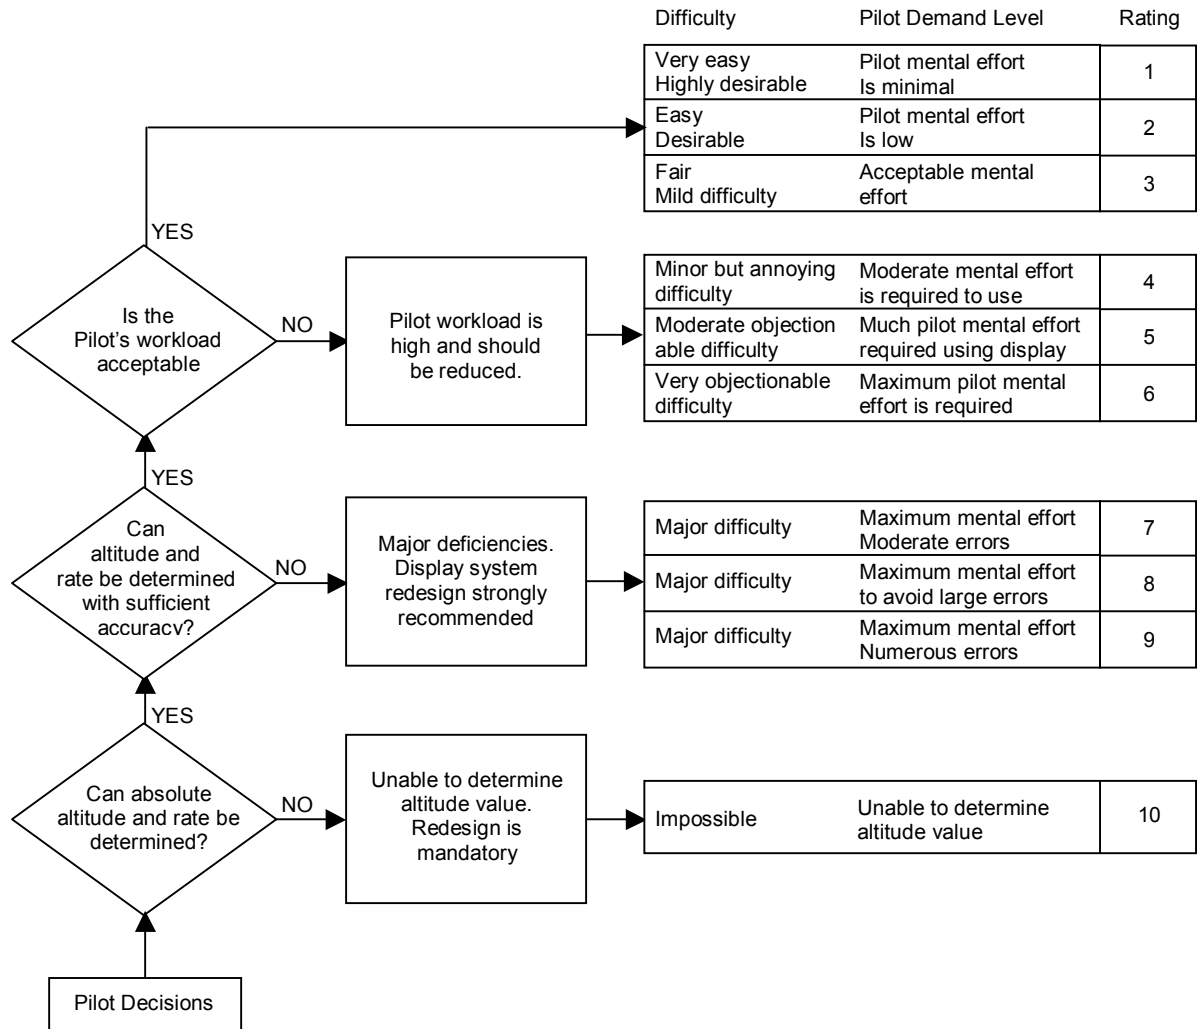 Difficulty Pilot Demand Level Rating
Very easy Pilot mental effort 1
Highly desirable Is minimal
Easy Pilot mental effort 2
Desirable Is low
Fair Acceptable mental 3
Mild difficulty effort
YES
Is the
Pilot's workload
acceptable
NO
Pilot workload is
high and should
be reduced.
Minor but annoying Moderate mental effort 4
difficulty is required to use
Moderate objection Much pilot mental effort 5
able difficulty required using display
Very objectionable Maximum pilot mental 6
difficulty effort is required
YES
Can
altitude and
rate be determined
with sufficient
accuracy?
NO
Major deficiencies.
Display system
redesign strongly
recommended
Major difficulty Maximum mental effort 7
Moderate errors
Major difficulty Maximum mental effort 8
to avoid large errors
Major difficulty Maximum mental effort 9
Numerous errors
YES
Can absolute
altitude and rate be
determined?
NO
Unable to determine
altitude value.
Redesign is
mandatory
Impossible Unable to determine 10
altitude value
Pilot Decisions